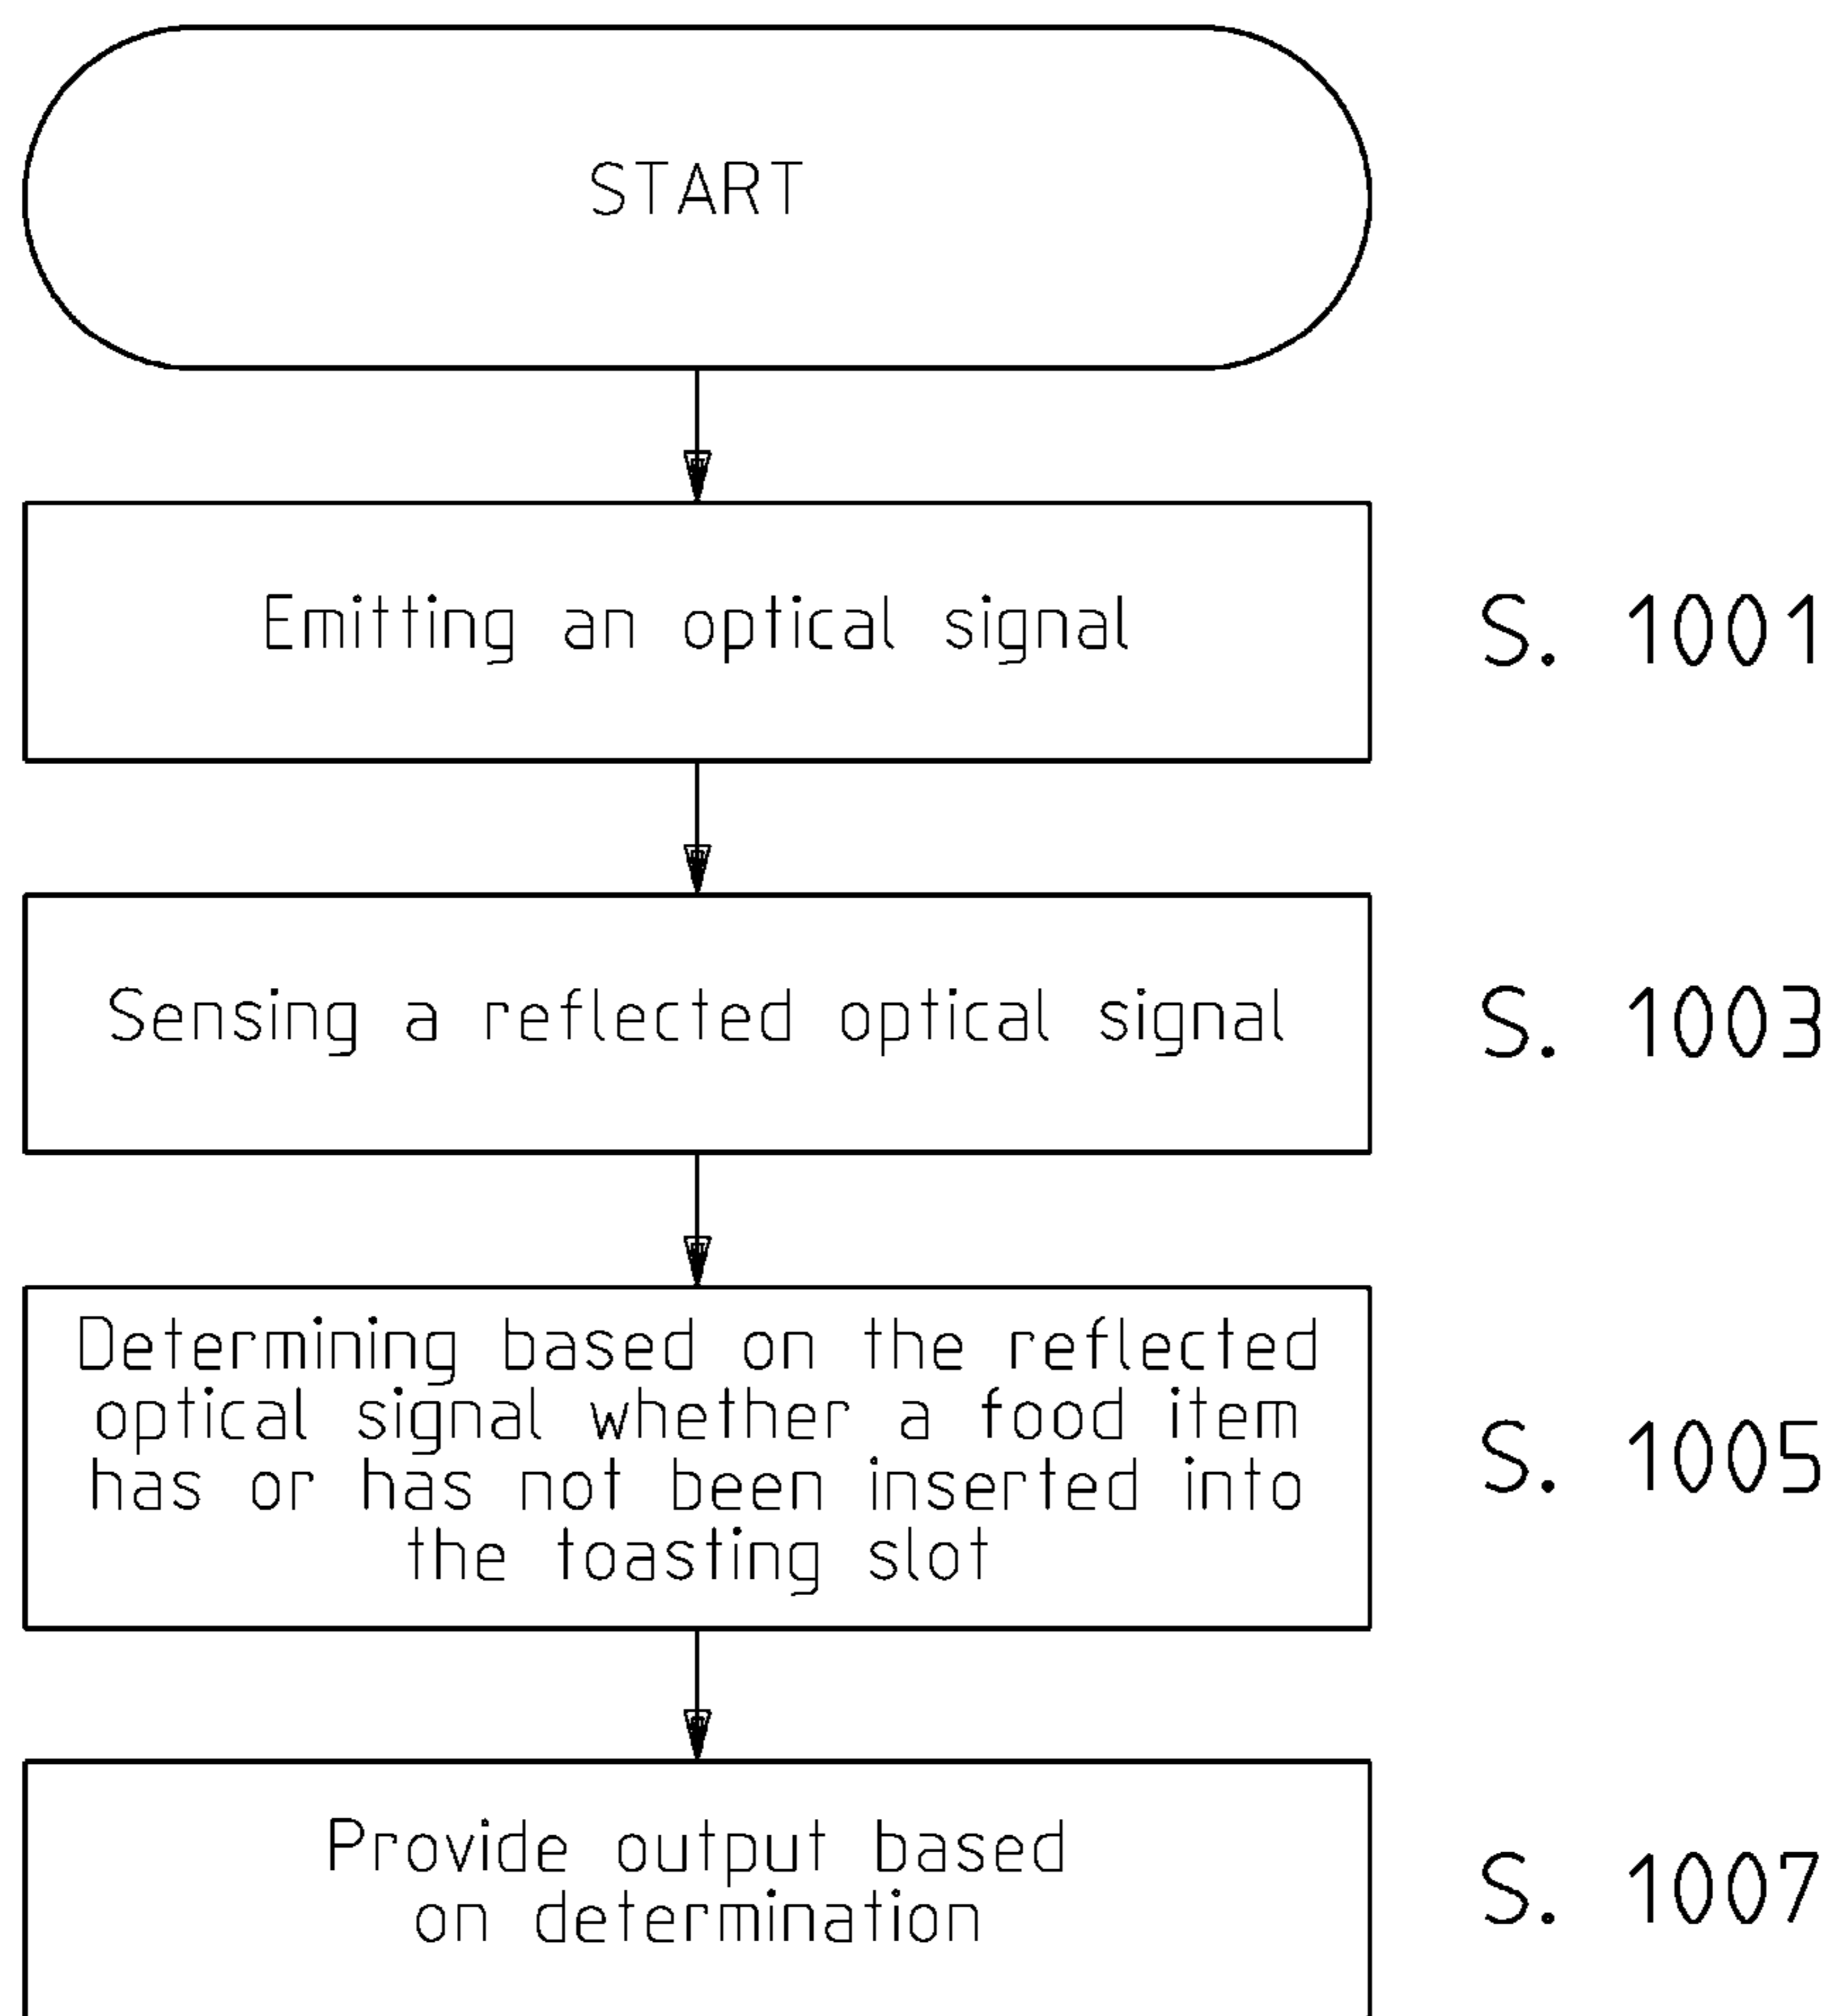 START
Emitting an optical signal
S. 1001
Sensing a reflected optical signal
S. 1003
Determining based on the reflected
optical signal whether a food item
has or has not been inserted into
the toasting slot
S. 1005
Provide output based
on determination
S. 1007